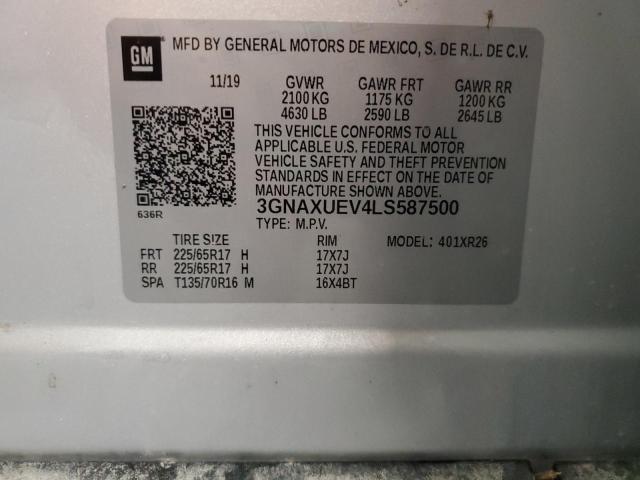 GM MFD BY GENERAL MOTORS DE MEXICO, S. DE R.L. DE C.V.
11/19 GVWR GAWR FRT GAWR RR
2100 KG 1175 KG 1200 KG
4630 LB 2590 LB 2645 LB
THIS VEHICLE CONFORMS TO ALL
APPLICABLE U.S. FEDERAL MOTOR
VEHICLE SAFETY AND THEFT PREVENTION
STANDARDS IN EFFECT ON THE DATE OF
MANUFACTURE SHOWN ABOVE.
636R 3GNAXUEV4LS587500
TYPE: M.P.V.
TIRE SIZE RIM MODEL: 401XR26
FRT 225/65R17 H 17X7J
RR 225/65R17 H 17X7J
SPA T135/70R16 M 16X4BT